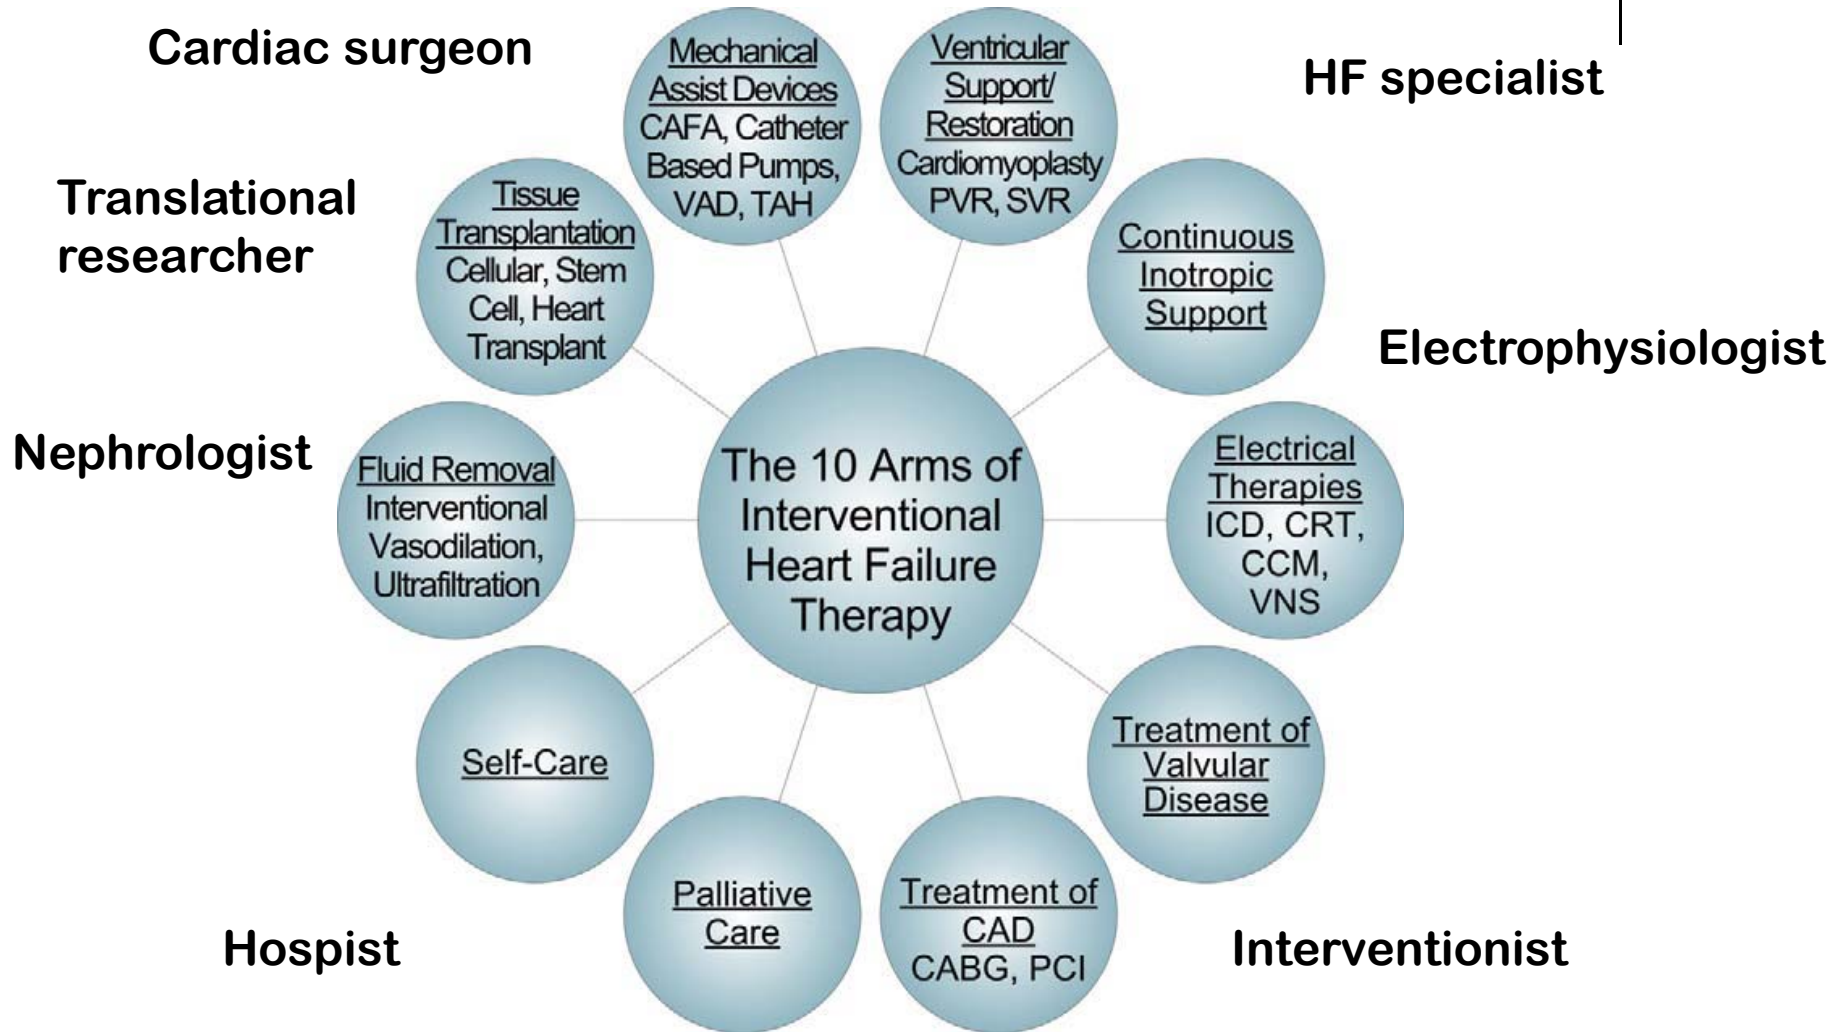 Cardiac surgeon
Mechanical
Assist Devices
CAFA, Catheter
Based Pumps,
VAD, TAH
Ventricular
Support/
Restoration
Cardiomyoplasty
PVR, SVR
HF specialist
Translational
researcher
Tissue
Transplantation
Cellular, Stem
Cell, Heart
Transplant
Continuous
Inotropic
Support
Electrophysiologist
Nephrologist
Fluid Removal
Interventional
Vasodilation,
Ultrafiltration
The 10 Arms of
Interventional
Heart Failure
Therapy
Electrical
Therapies
ICD, CRT,
CCM,
VNS
Self-Care
Treatment of
Valvular
Disease
Hospist
Palliative
Care
Treatment of
CAD
CABG, PCI
Interventionist